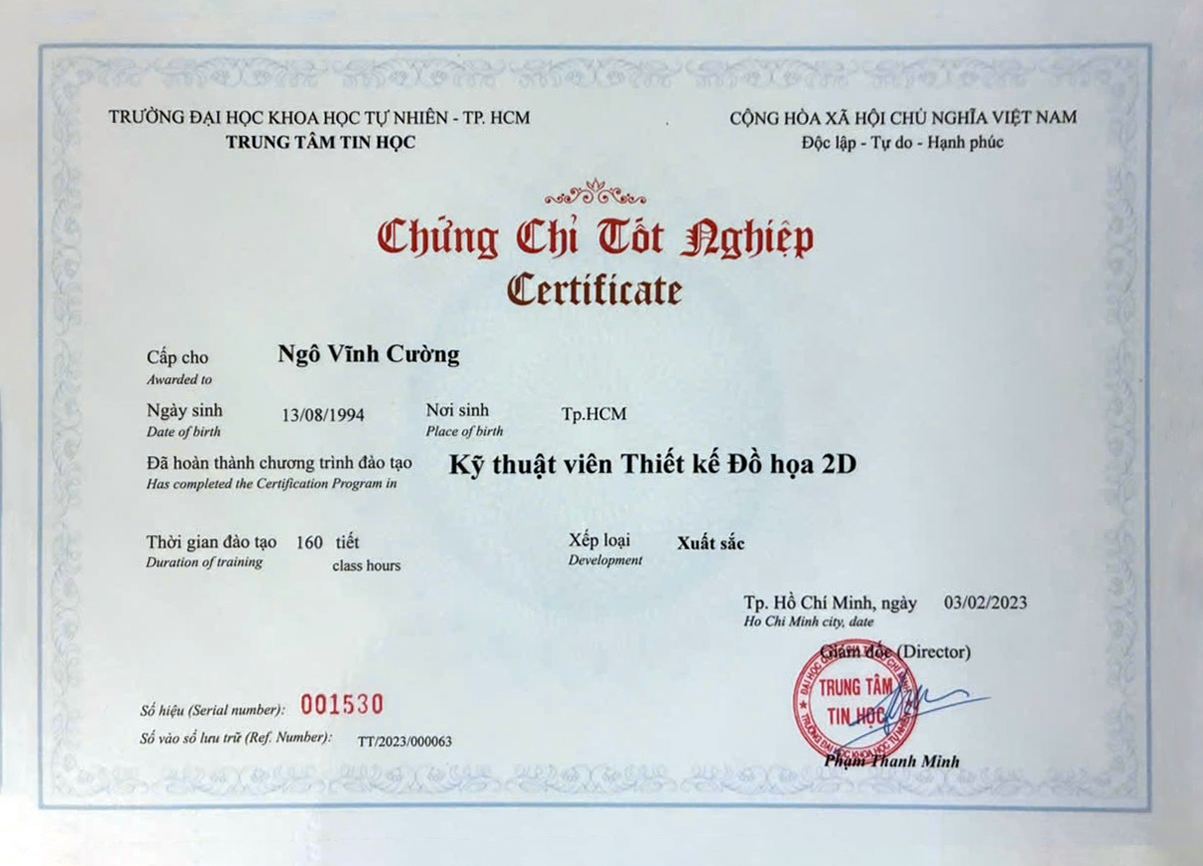 TRƯỜNG ĐẠI HỌC KHOA HỌC TỰ NHIÊN - TP. HCM
TRUNG TÂM TIN HỌC
CỘNG HÒA XÃ HỘI CHỦ NGHĨA VIỆT NAM
Độc lập - Tự do - Hạnh phúc
Chứng Chỉ Tốt Nghiệp
Certificate
Cấp cho Ngô Vĩnh Cường
Awarded to
Ngày sinh 13/08/1994 Nơi sinh Tp.HCM
Date of birth Place of birth
Đã hoàn thành chương trình đào tạo Kỹ thuật viên Thiết kế Đồ họa 2D
Has completed the Certification Program in
Thời gian đào tạo 160 tiết Xếp loại Xuất sắc
Duration of training class hours Development
Tp. Hồ Chí Minh, ngày 03/02/2023
Ho Chi Minh city, date
Giám đốc (Director)
TRUNG TÂM
TIN HỌC
Số hiệu (Serial number): 001530
Số vào sổ lưu trữ (Ref. Number): TT/2023/000063
Phạm Thanh Minh